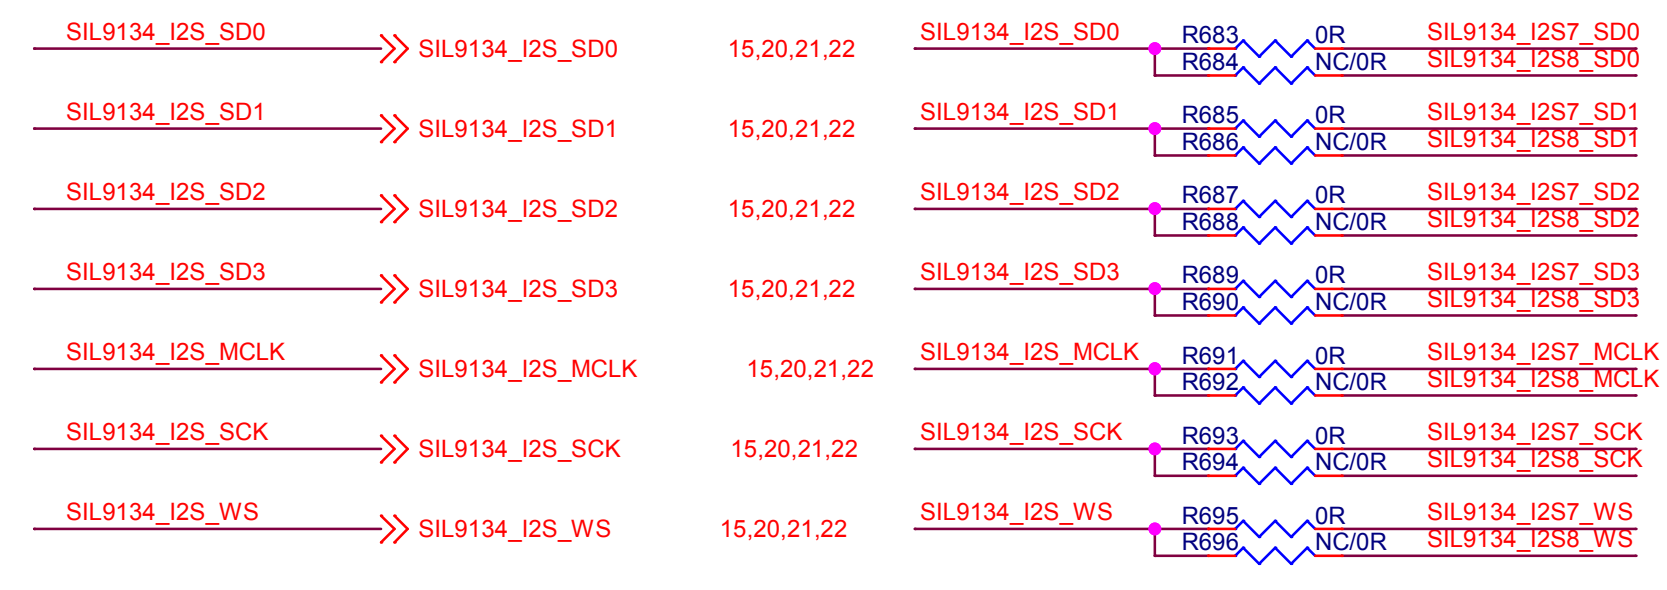 SIL9134_I2S_SD0
SIL9134_I2S_SD0 15,20,21,22
SIL9134_I2S_SD0 R683 0R SIL9134_I2S7_SD0
R684 NC/0R SIL9134_I2S8_SD0
SIL9134_I2S_SD1
SIL9134_I2S_SD1 15,20,21,22
SIL9134_I2S_SD1 R685 0R SIL9134_I2S7_SD1
R686 NC/0R SIL9134_I2S8_SD1
SIL9134_I2S_SD2
SIL9134_I2S_SD2 15,20,21,22
SIL9134_I2S_SD2 R687 0R SIL9134_I2S7_SD2
R688 NC/0R SIL9134_I2S8_SD2
SIL9134_I2S_SD3
SIL9134_I2S_SD3 15,20,21,22
SIL9134_I2S_SD3 R689 0R SIL9134_I2S7_SD3
R690 NC/0R SIL9134_I2S8_SD3
SIL9134_I2S_MCLK
SIL9134_I2S_MCLK 15,20,21,22
SIL9134_I2S_MCLK R691 0R SIL9134_I2S7_MCLK
R692 NC/0R SIL9134_I2S8_MCLK
SIL9134_I2S_SCK
SIL9134_I2S_SCK 15,20,21,22
SIL9134_I2S_SCK R693 0R SIL9134_I2S7_SCK
R694 NC/0R SIL9134_I2S8_SCK
SIL9134_I2S_WS
SIL9134_I2S_WS 15,20,21,22
SIL9134_I2S_WS R695 0R SIL9134_I2S7_WS
R696 NC/0R SIL9134_I2S8_WS